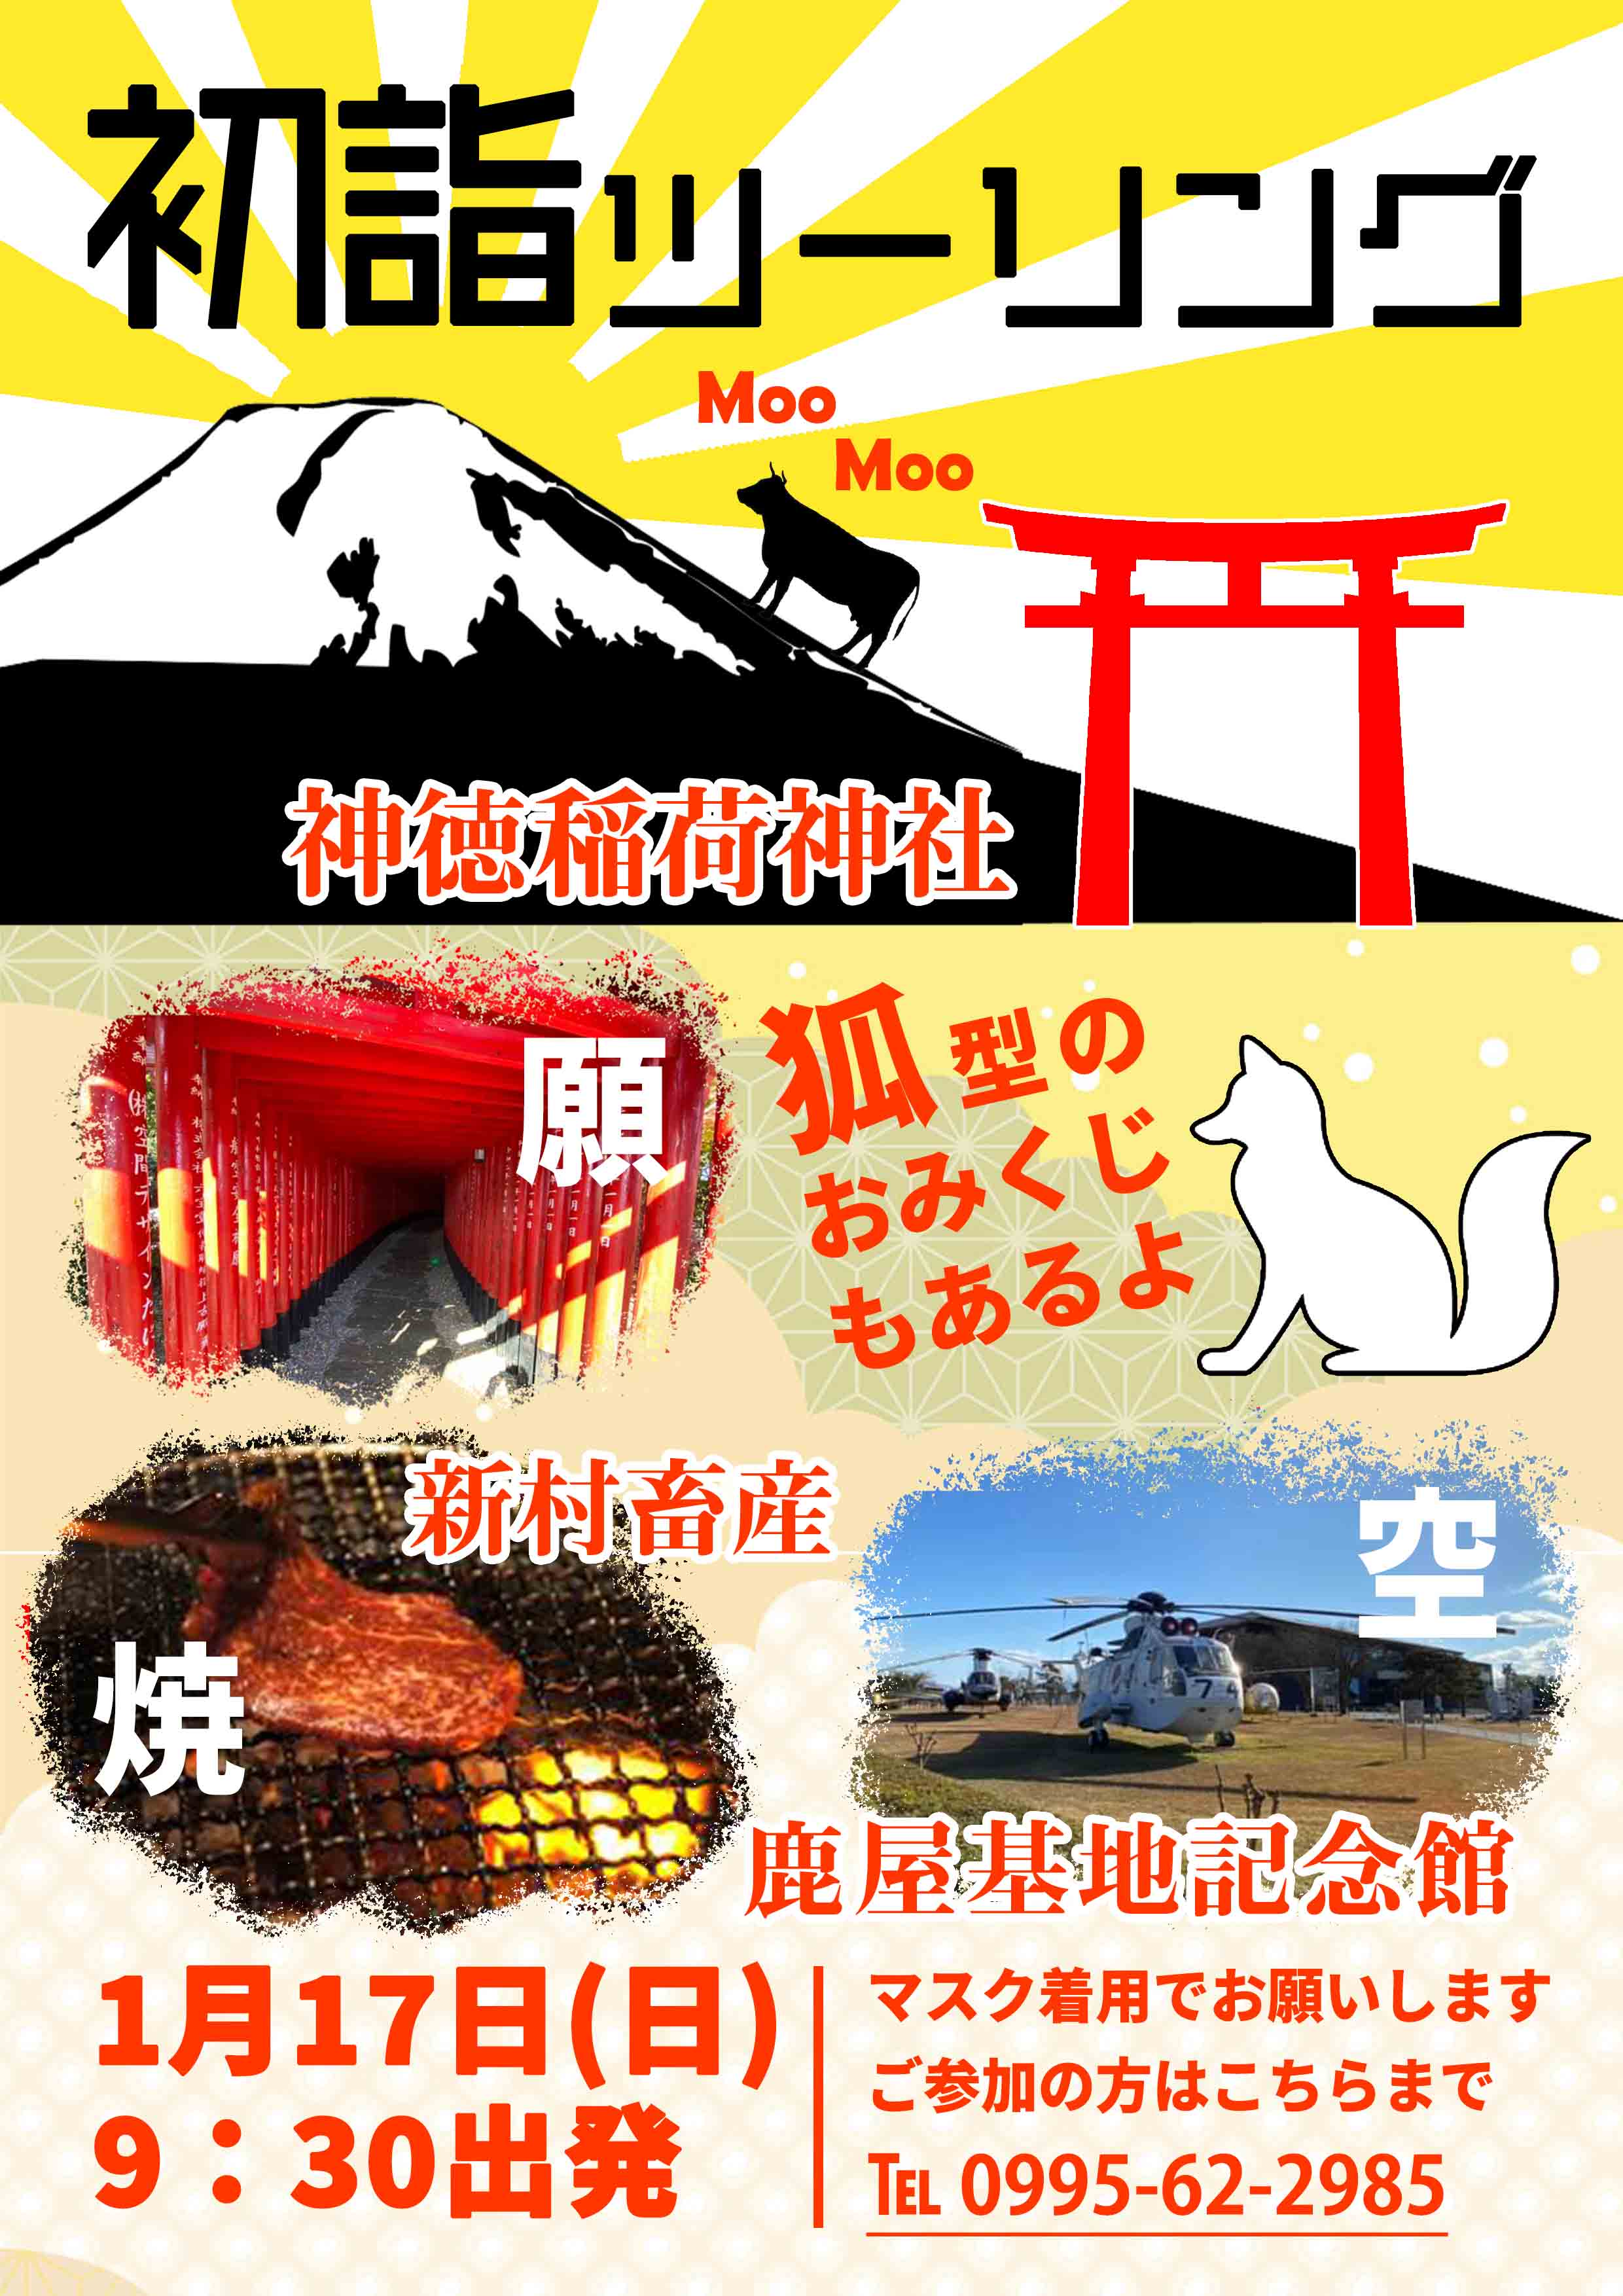 初詣ツーリング
Moo
Moo
神徳稲荷神社
願
狐型の
おみくじ
もあるよ
新村畜産
焼
空
鹿屋基地記念館
1月17日(日)
9：30出発
マスク着用でお願いします
ご参加の方はこちらまで
TEL 0995-62-2985